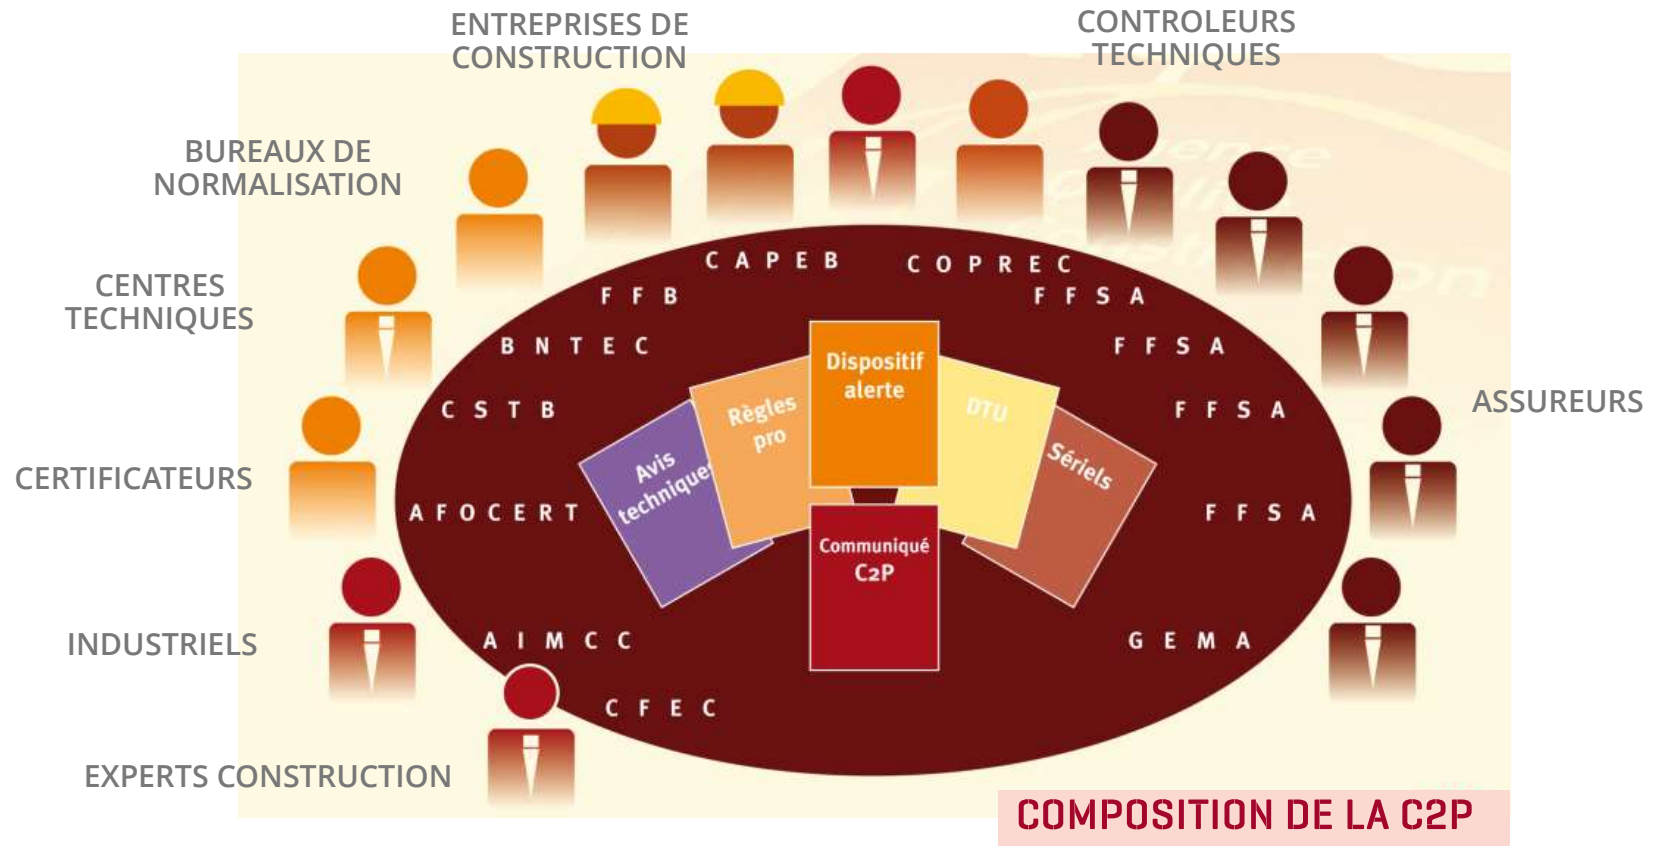 ENTREPRISES DE
CONSTRUCTION
CONTROLEURS
TECHNIQUES
BUREAUX DE
NORMALISATION
CENTRES
TECHNIQUES
CERTIFICATEURS
INDUSTRIELS
EXPERTS CONSTRUCTION
ASSUREURS
CAPEB
COPREC
FFB
FFSA
BNTEC
FFSA
CSTB
FFSA
AFOCERT
FFSA
AIMCC
GEMA
CFEC
Avis
techniques
Règles
pro
Dispositif
alerte
DTU
Sériels
Communiqué
C2P
COMPOSITION DE LA C2P